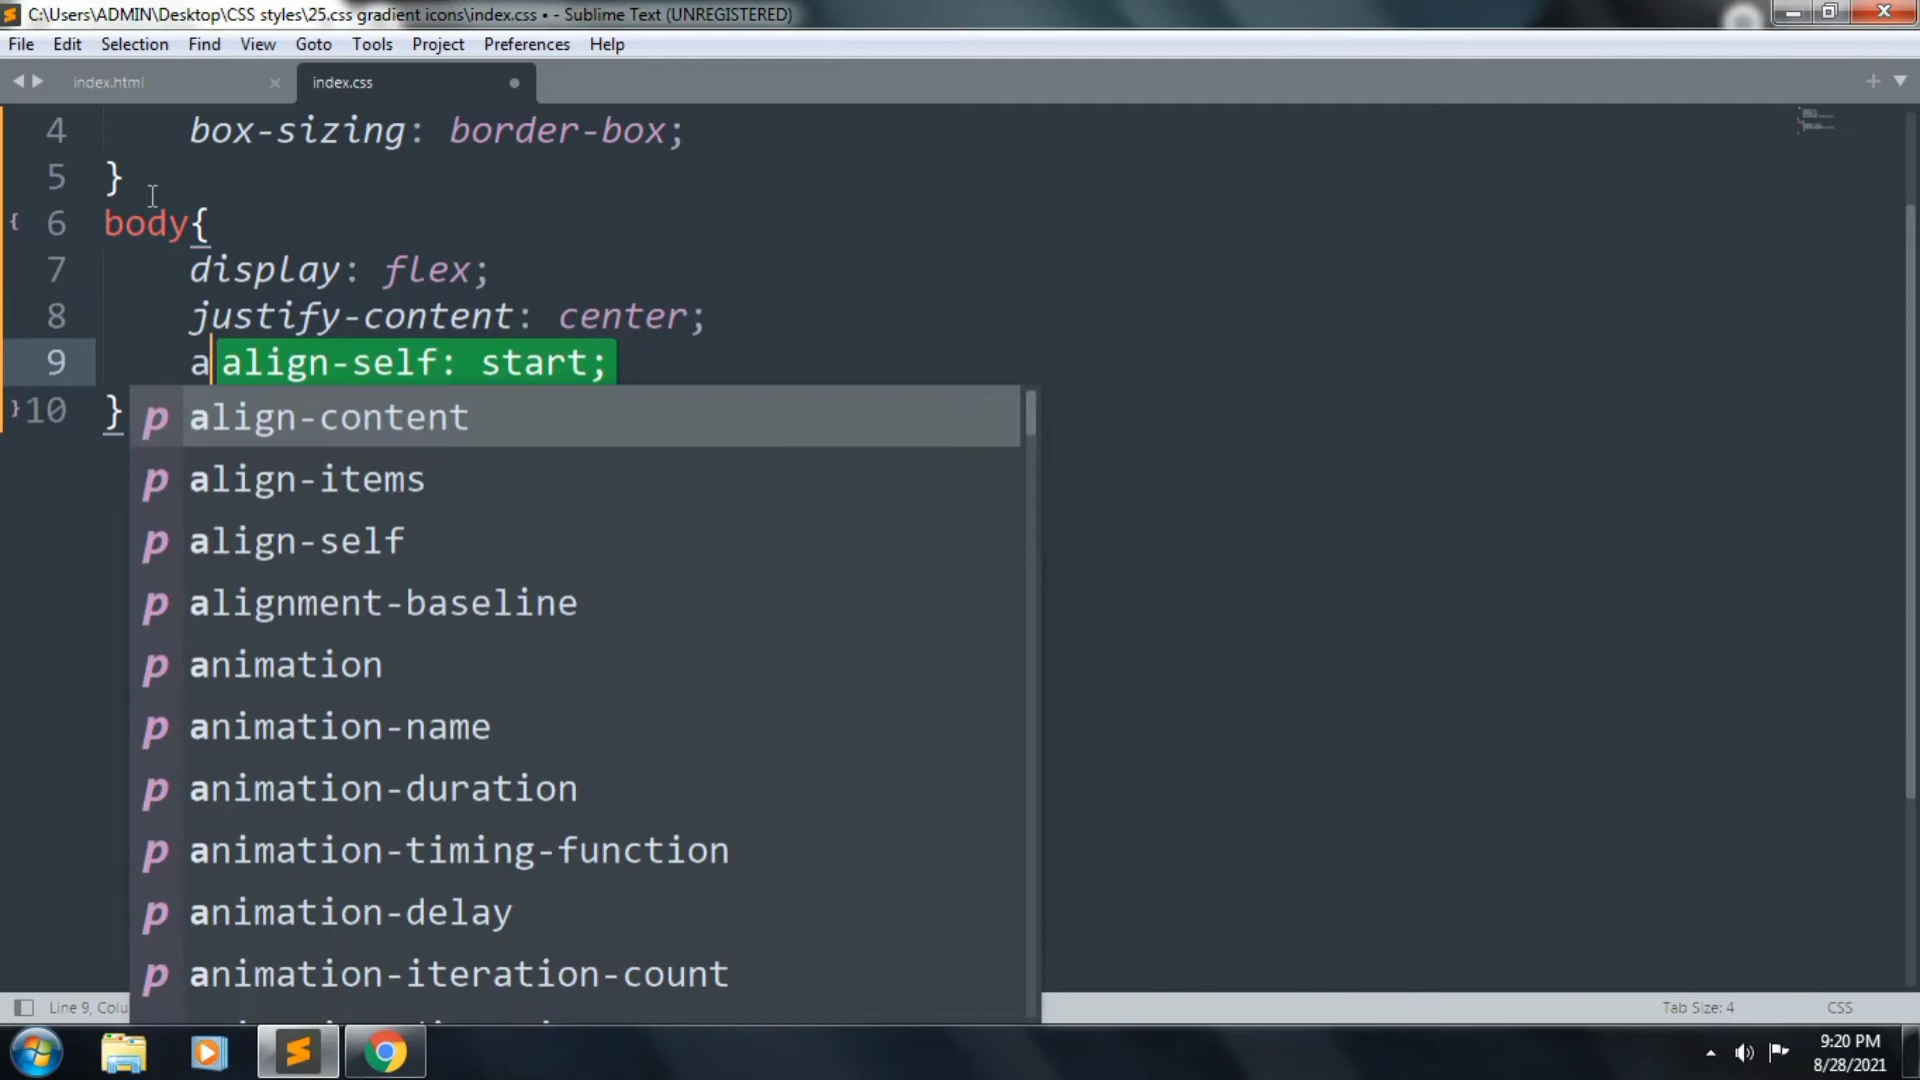 C:\Users\ADMIN\Desktop\CSS styles\25.css gradient icons\index.css • - Sublime Text (UNREGISTERED)
File Edit Selection Find View Goto Tools Project Preferences Help
index.html index.css
4 box-sizing: border-box;
5 }
6 body{
7 display: flex;
8 justify-content: center;
9 a align-self: start;
10 }
p align-content
p align-items
p align-self
p alignment-baseline
p animation
p animation-name
p animation-duration
p animation-timing-function
p animation-delay
p animation-iteration-count
Line 9, Colu Tab Size: 4 CSS
9:20 PM
8/28/2021